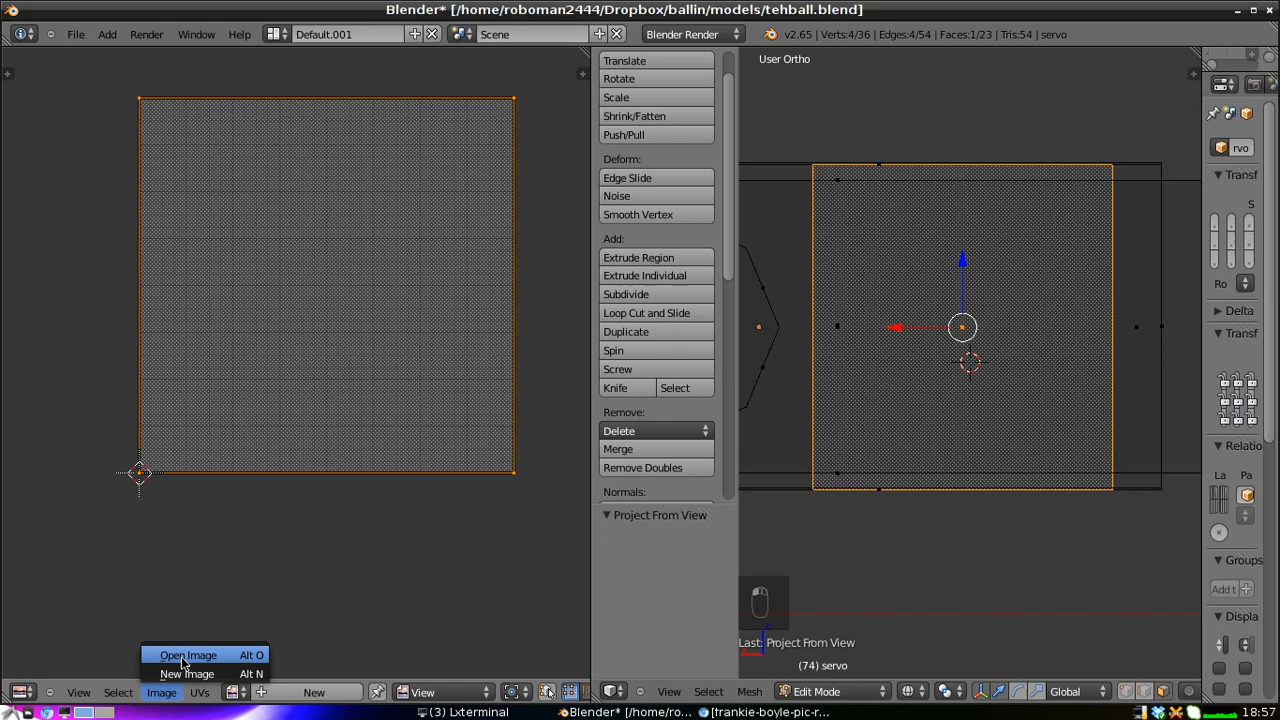 Blender* [/home/roboman2444/Dropbox/ballin/models/tehball.blend]
File Add Render Window Help Default.001 Scene Blender Render v2.65 | Verts:4/36 | Edges:4/54 | Faces:1/23 | Tris:54 | servo
User Ortho
Translate
Rotate
Scale
Shrink/Fatten
Push/Pull
Deform:
Edge Slide
Noise
Smooth Vertex
Add:
Extrude Region
Extrude Individual
Subdivide
Loop Cut and Slide
Duplicate
Spin
Screw
Knife Select
Remove:
Delete
Merge
Remove Doubles
Normals:
Project From View
rvo
Transf
S
Ro
Delta
Transf
Relatio
La Pa
Groups
Add t
Displa
Last: Project From View
(74) servo
Open Image Alt O
New Image Alt N
View Select Image UVs New View
View Select Mesh Edit Mode Global
(3) Lxterminal Blender* [/home/ro... [frankie-boyle-pic-r... 18:57